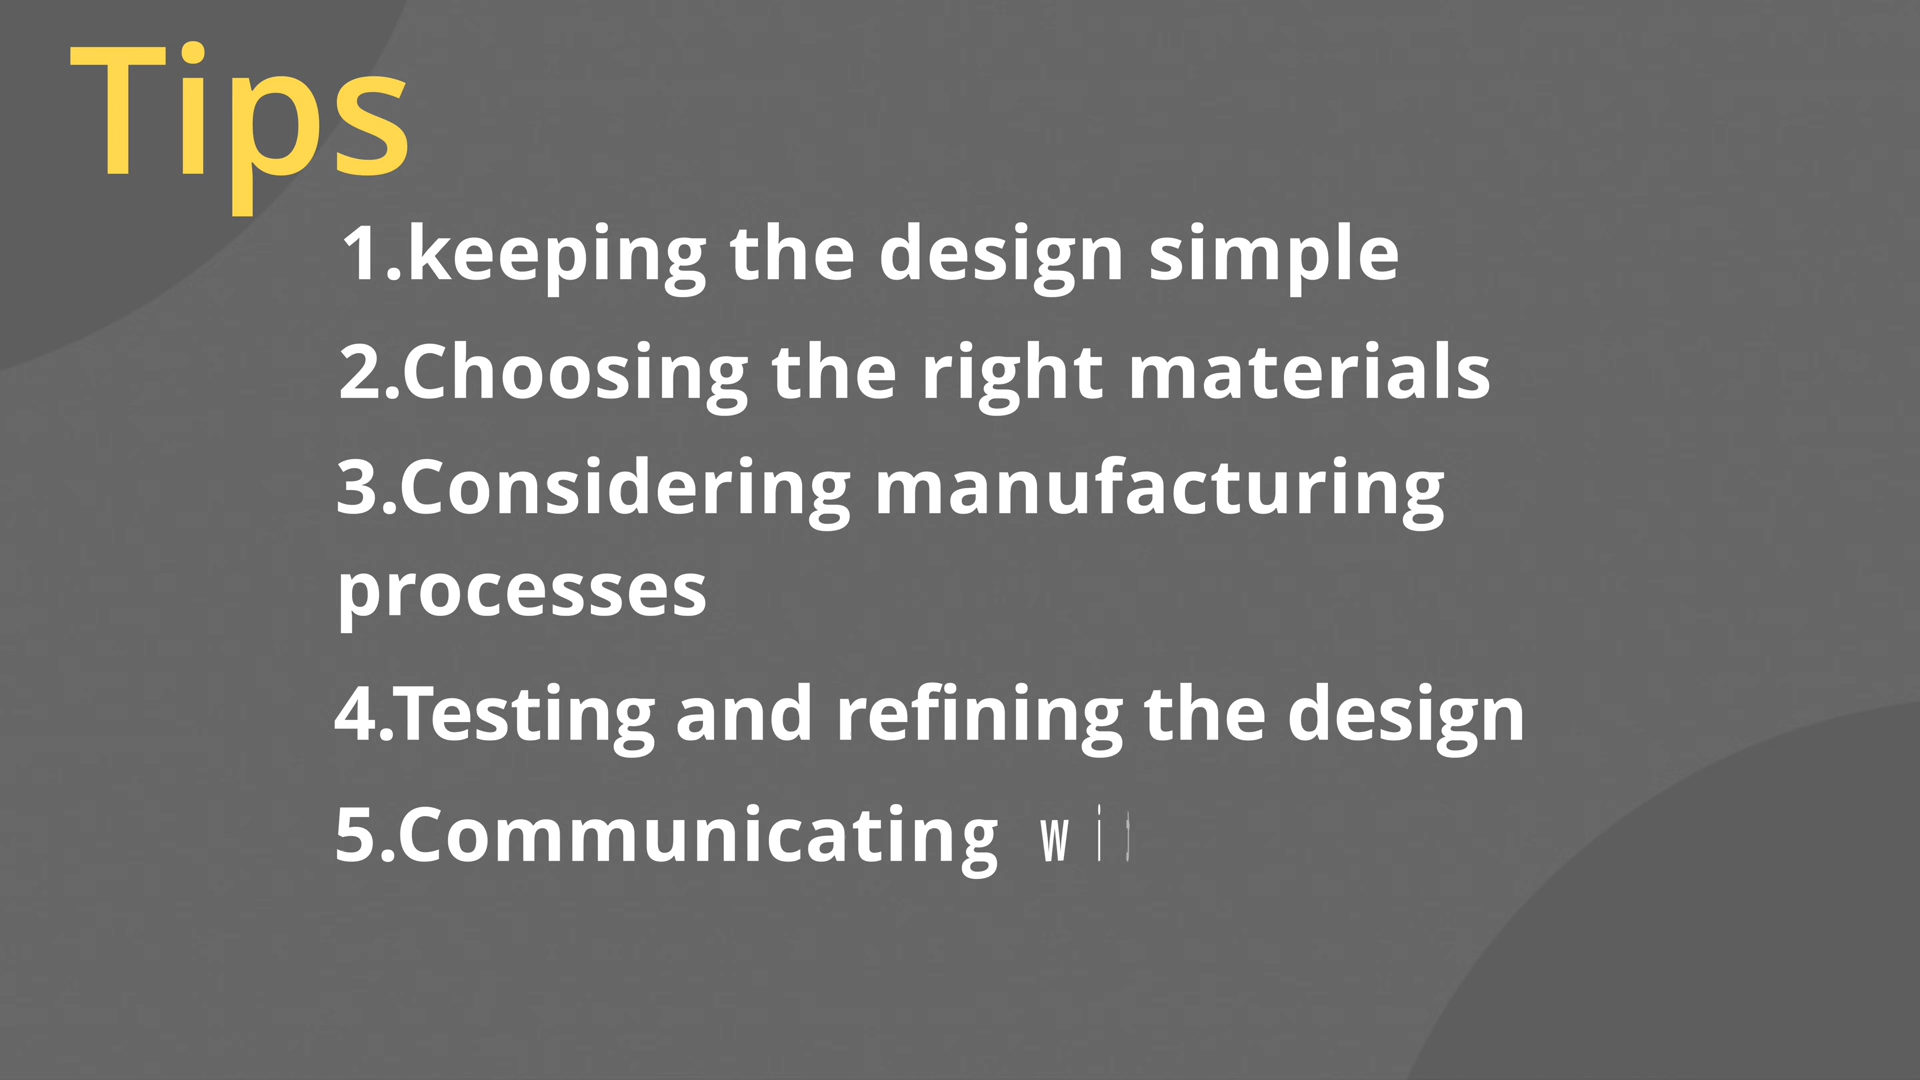 Tips
1.keeping the design simple
2.Choosing the right materials
3.Considering manufacturing
processes
4.Testing and refining the design
5.Communicating